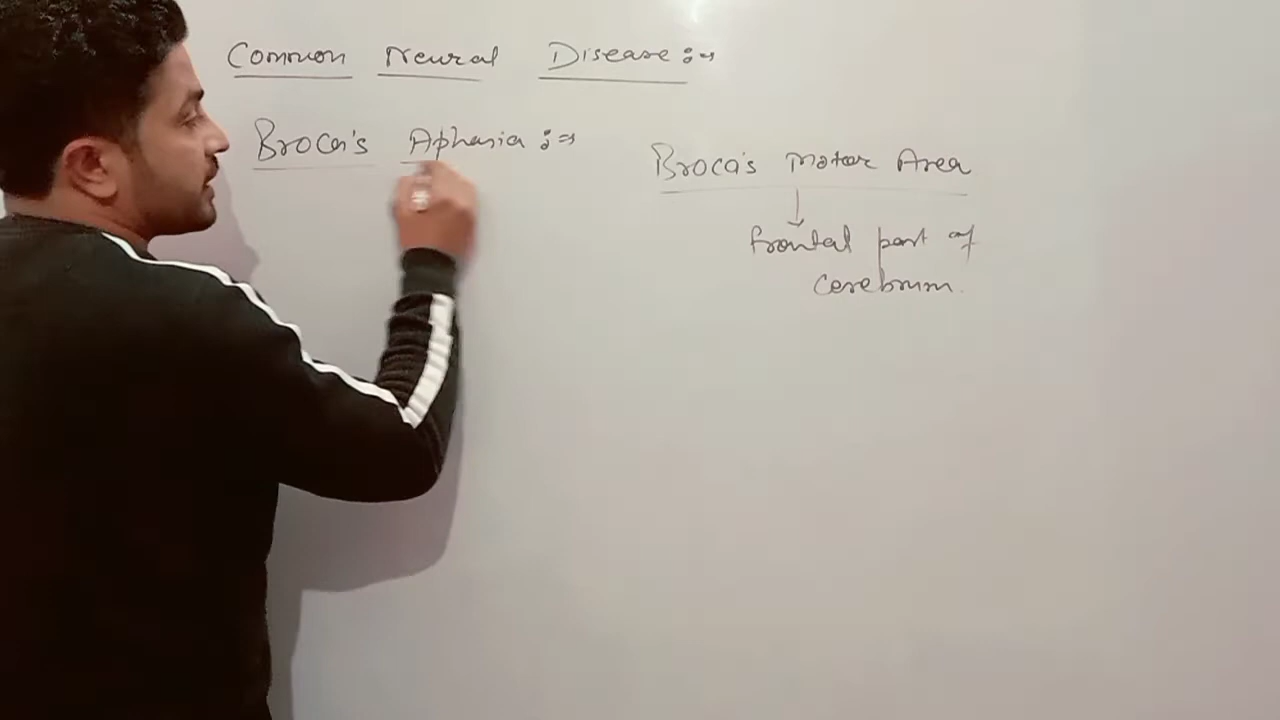 Common Neural Disease :→
Broca's Aphasia :⇒
Broca's Motor Area
↓
frontal part of
cerebrum.